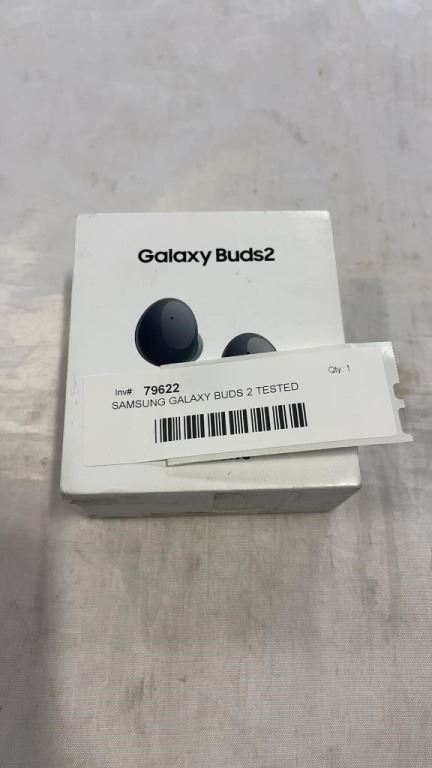 Galaxy Buds2
Inv#: 79622
Qty: 1
SAMSUNG GALAXY BUDS 2 TESTED